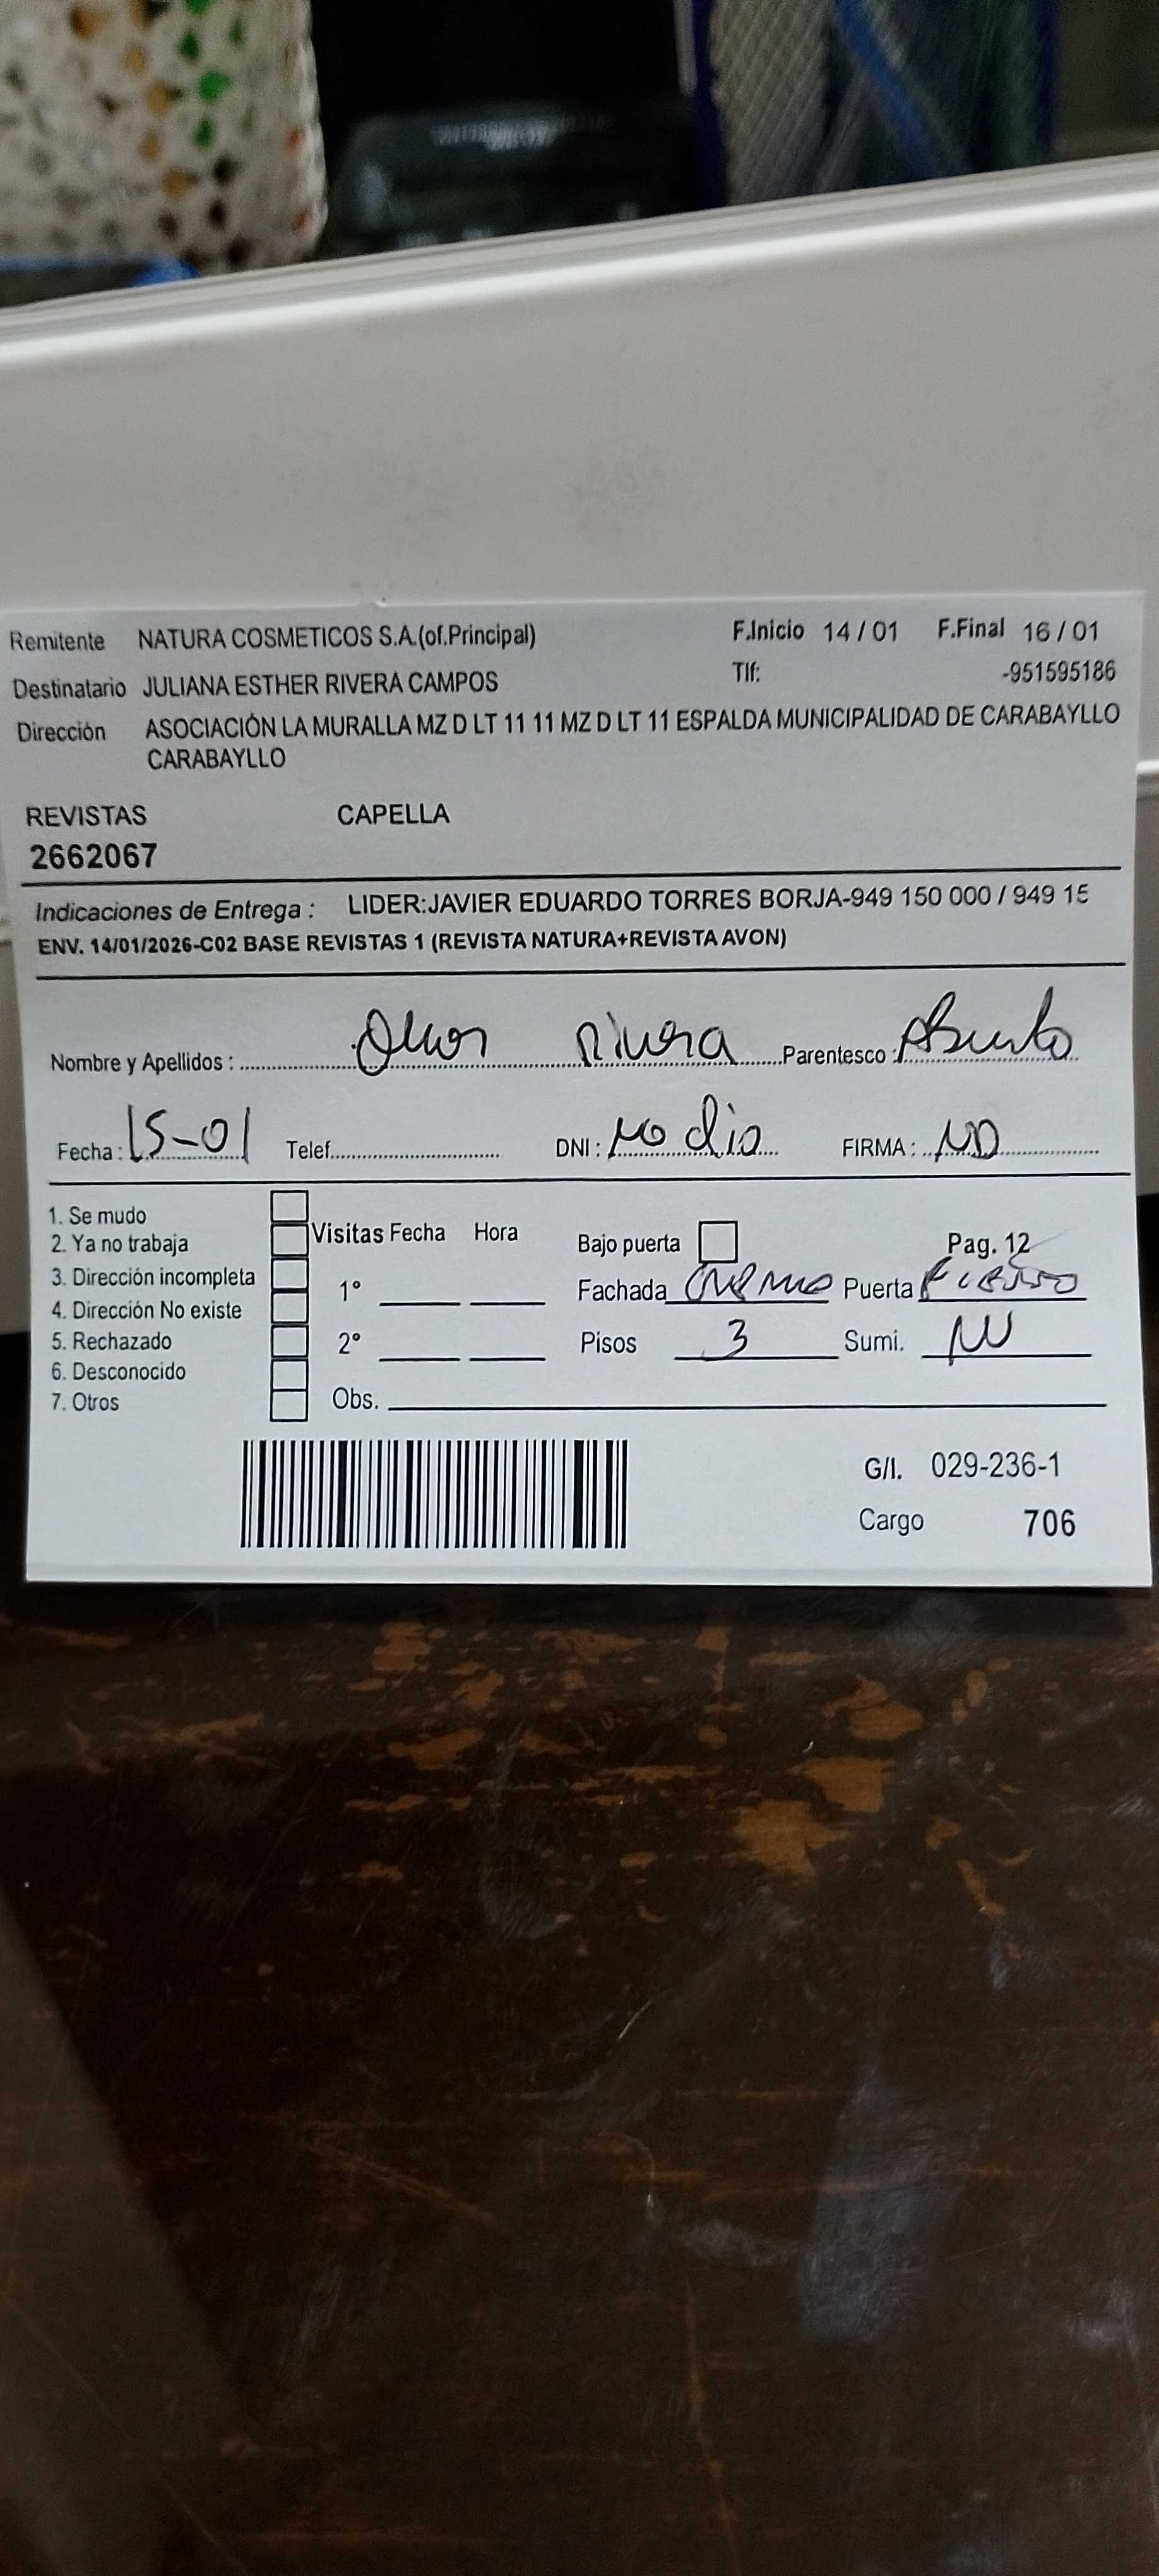 Remitente NATURA COSMETICOS S.A.(of.Principal) F.Inicio 14 / 01 F.Final 16 / 01
Destinatario JULIANA ESTHER RIVERA CAMPOS Tlf: -951595186
Dirección ASOCIACIÓN LA MURALLA MZ D LT 11 11 MZ D LT 11 ESPALDA MUNICIPALIDAD DE CARABAYLLO
CARABAYLLO
REVISTAS CAPELLA
2662067
Indicaciones de Entrega : LIDER:JAVIER EDUARDO TORRES BORJA-949 150 000 / 949 15
ENV. 14/01/2026-C02 BASE REVISTAS 1 (REVISTA NATURA+REVISTA AVON)
Nombre y Apellidos : Rivera Parentesco :
Fecha : 15-01 Telef. DNI : No dio FIRMA : ND
1. Se mudo
2. Ya no trabaja Visitas Fecha Hora Bajo puerta Pag. 12
3. Dirección incompleta 1° Fachada Puerta
4. Dirección No existe
5. Rechazado 2° Pisos 3 Sumi.
6. Desconocido
7. Otros Obs.
G/I. 029-236-1
Cargo 706